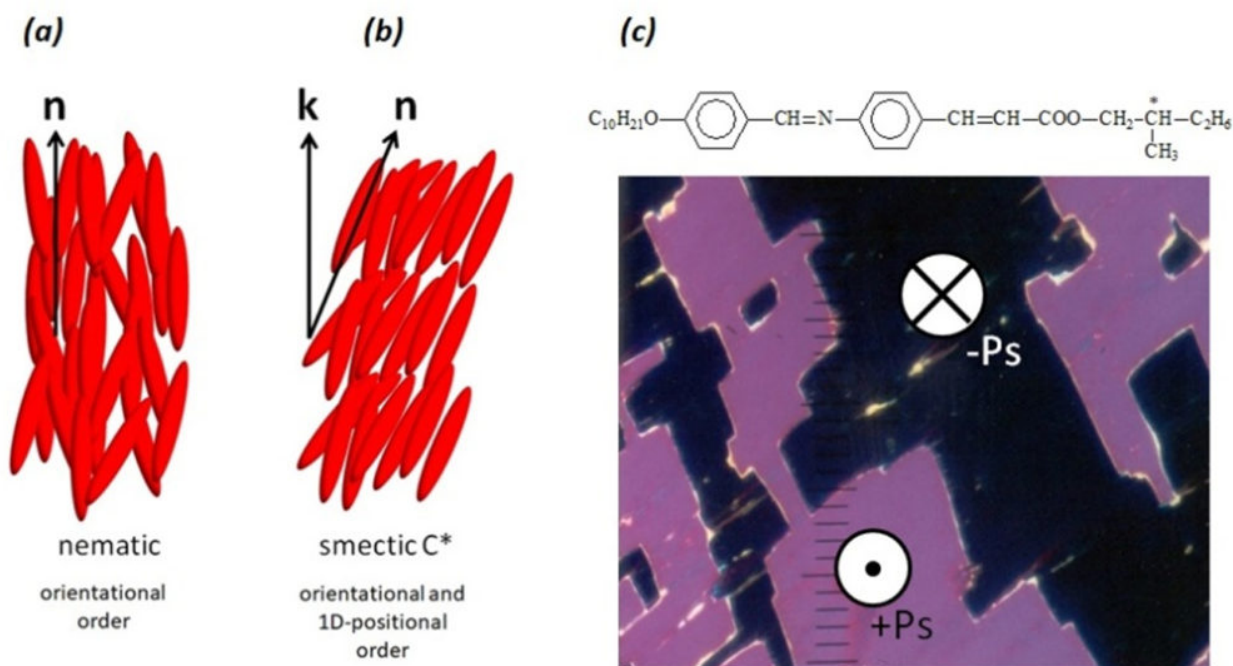 (a)
(b)
(c)
n
k
n
C₁₀H₂₁O CH=N CH=CH COO CH₂ CH C₂H₆
*
CH₃
-Ps
+Ps
nematic
orientational
order
smectic C*
orientational and
1D-positional
order